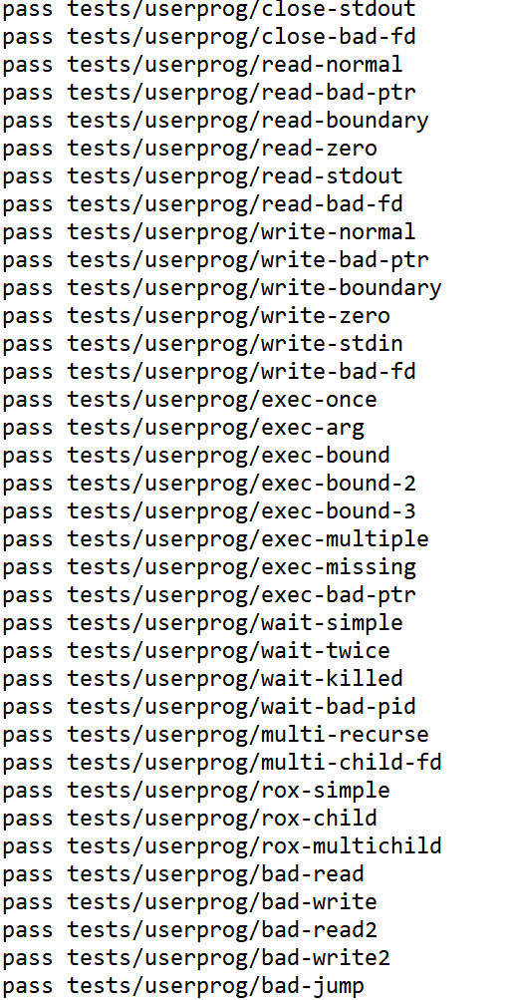 pass tests/userprog/close-stdout
pass tests/userprog/close-bad-fd
pass tests/userprog/read-normal
pass tests/userprog/read-bad-ptr
pass tests/userprog/read-boundary
pass tests/userprog/read-zero
pass tests/userprog/read-stdout
pass tests/userprog/read-bad-fd
pass tests/userprog/write-normal
pass tests/userprog/write-bad-ptr
pass tests/userprog/write-boundary
pass tests/userprog/write-zero
pass tests/userprog/write-stdin
pass tests/userprog/write-bad-fd
pass tests/userprog/exec-once
pass tests/userprog/exec-arg
pass tests/userprog/exec-bound
pass tests/userprog/exec-bound-2
pass tests/userprog/exec-bound-3
pass tests/userprog/exec-multiple
pass tests/userprog/exec-missing
pass tests/userprog/exec-bad-ptr
pass tests/userprog/wait-simple
pass tests/userprog/wait-twice
pass tests/userprog/wait-killed
pass tests/userprog/wait-bad-pid
pass tests/userprog/multi-recurse
pass tests/userprog/multi-child-fd
pass tests/userprog/rox-simple
pass tests/userprog/rox-child
pass tests/userprog/rox-multichild
pass tests/userprog/bad-read
pass tests/userprog/bad-write
pass tests/userprog/bad-read2
pass tests/userprog/bad-write2
pass tests/userprog/bad-jump